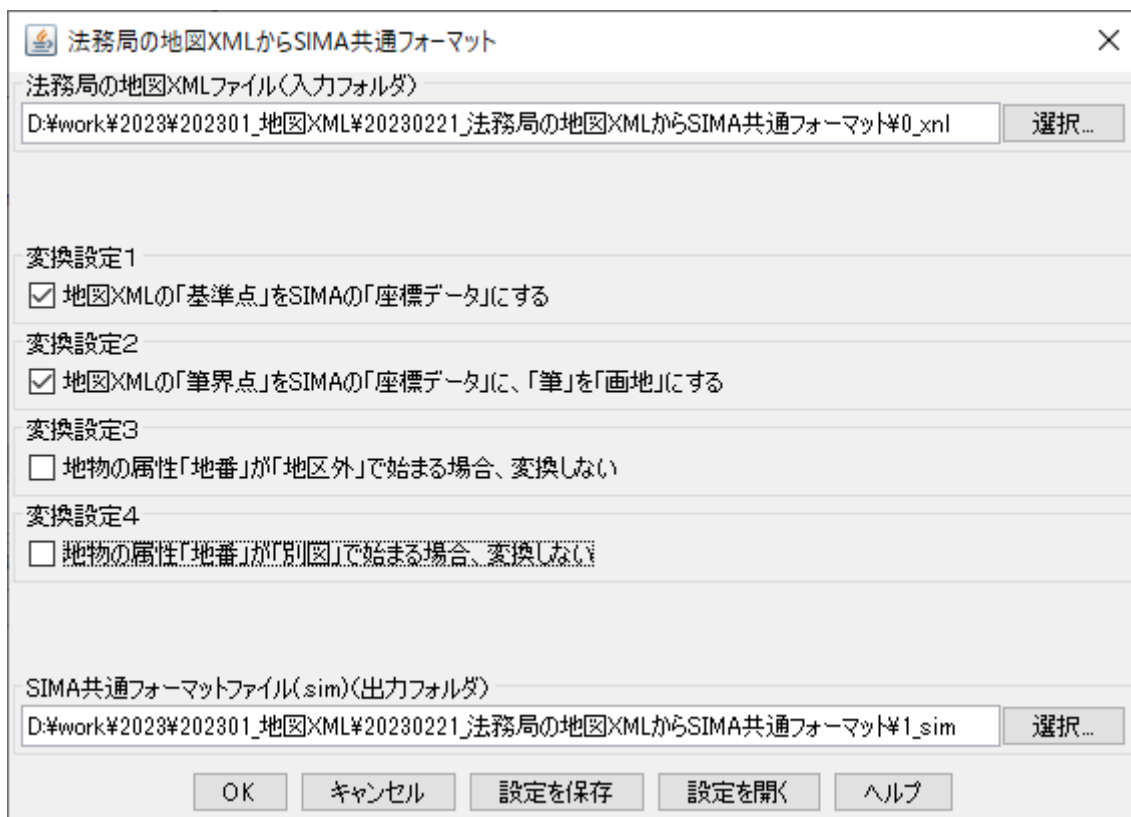 法務局の地図XMLからSIMA共通フォーマット
法務局の地図XMLファイル(入力フォルダ)
D:¥work¥2023¥202301_地図XML¥20230221_法務局の地図XMLからSIMA共通フォーマット¥0_xnl
選択...
変換設定1
地図XMLの「基準点」をSIMAの「座標データ」にする
変換設定2
地図XMLの「筆界点」をSIMAの「座標データ」に、「筆」を「画地」にする
変換設定3
地物の属性「地番」が「地区外」で始まる場合、変換しない
変換設定4
地物の属性「地番」が「別図」で始まる場合、変換しない
SIMA共通フォーマットファイル(.sim)(出力フォルダ)
D:¥work¥2023¥202301_地図XML¥20230221_法務局の地図XMLからSIMA共通フォーマット¥1_sim
選択...
OK キャンセル 設定を保存 設定を開く ヘルプ